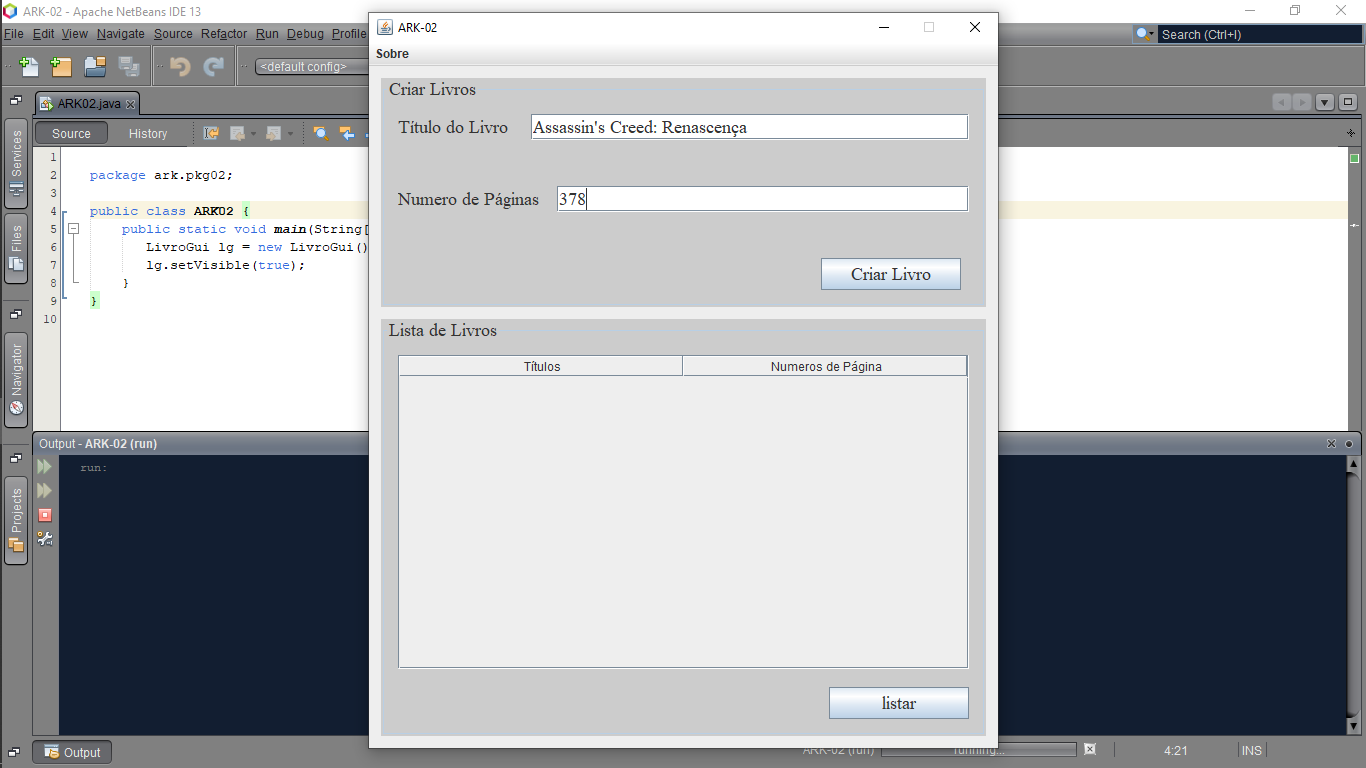 ARK-02 - Apache NetBeans IDE 13
File Edit View Navigate Source Refactor Run Debug Profile
Search (Ctrl+I)
<default config>
ARK02.java
Source History
1
2 package ark.pkg02;
3
4 public class ARK02 {
5 public static void main(String[
6 LivroGui lg = new LivroGui()
7 lg.setVisible(true);
8 }
9 }
10
Services
Files
Navigator
Projects
Output - ARK-02 (run)
run:
Output
ARK-02 (run) running...
4:21 INS
ARK-02
Sobre
Criar Livros
Título do Livro Assassin's Creed: Renascença
Numero de Páginas 378
Criar Livro
Lista de Livros
Títulos Numeros de Página
listar